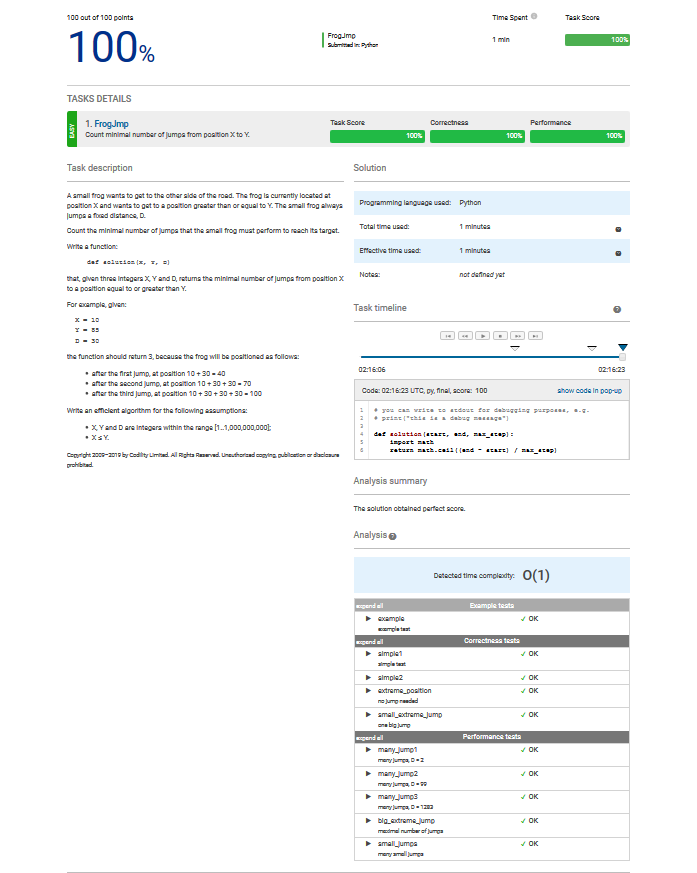 100 out of 100 points
100%
FrogJmp
Submitted in: Python
Time Spent
1 min
Task Score
100%
TASKS DETAILS
EASY
1. FrogJmp
Count minimal number of jumps from position X to Y.
Task Score
100%
Correctness
100%
Performance
100%
Task description
A small frog wants to get to the other side of the road. The frog is currently located at
position X and wants to get to a position greater than or equal to Y. The small frog always
jumps a fixed distance, D.
Count the minimal number of jumps that the small frog must perform to reach its target.
Write a function:
def solution(X, Y, D)
that, given three integers X, Y and D, returns the minimal number of jumps from position X
to a position equal to or greater than Y.
For example, given:
X = 10
Y = 85
D = 30
the function should return 3, because the frog will be positioned as follows:
• after the first jump, at position 10 + 30 = 40
• after the second jump, at position 10 + 30 + 30 = 70
• after the third jump, at position 10 + 30 + 30 + 30 = 100
Write an efficient algorithm for the following assumptions:
• X, Y and D are integers within the range [1..1,000,000,000];
• X ≤ Y.
Copyright 2009–2019 by Codility Limited. All Rights Reserved. Unauthorized copying, publication or disclosure
prohibited.
Solution
Programming language used: Python
Total time used: 1 minutes
Effective time used: 1 minutes
Notes: not defined yet
Task timeline
02:16:06
02:16:23
Code: 02:16:23 UTC, py, final, score: 100
show code in pop-up
1 # you can write to stdout for debugging purposes, e.g.
2 # print("this is a debug message")
3
4 def solution(start, end, max_step):
5 import math
6 return math.ceil((end - start) / max_step)
Analysis summary
The solution obtained perfect score.
Analysis
Detected time complexity: O(1)
expand all Example tests
▶ example ✓ OK
example test
expand all Correctness tests
▶ simple1 ✓ OK
simple test
▶ simple2 ✓ OK
▶ extreme_position ✓ OK
no jump needed
▶ small_extreme_jump ✓ OK
one big jump
expand all Performance tests
▶ many_jump1 ✓ OK
many jumps, D = 2
▶ many_jump2 ✓ OK
many jumps, D = 99
▶ many_jump3 ✓ OK
many jumps, D = 1283
▶ big_extreme_jump ✓ OK
maximal number of jumps
▶ small_jumps ✓ OK
many small jumps